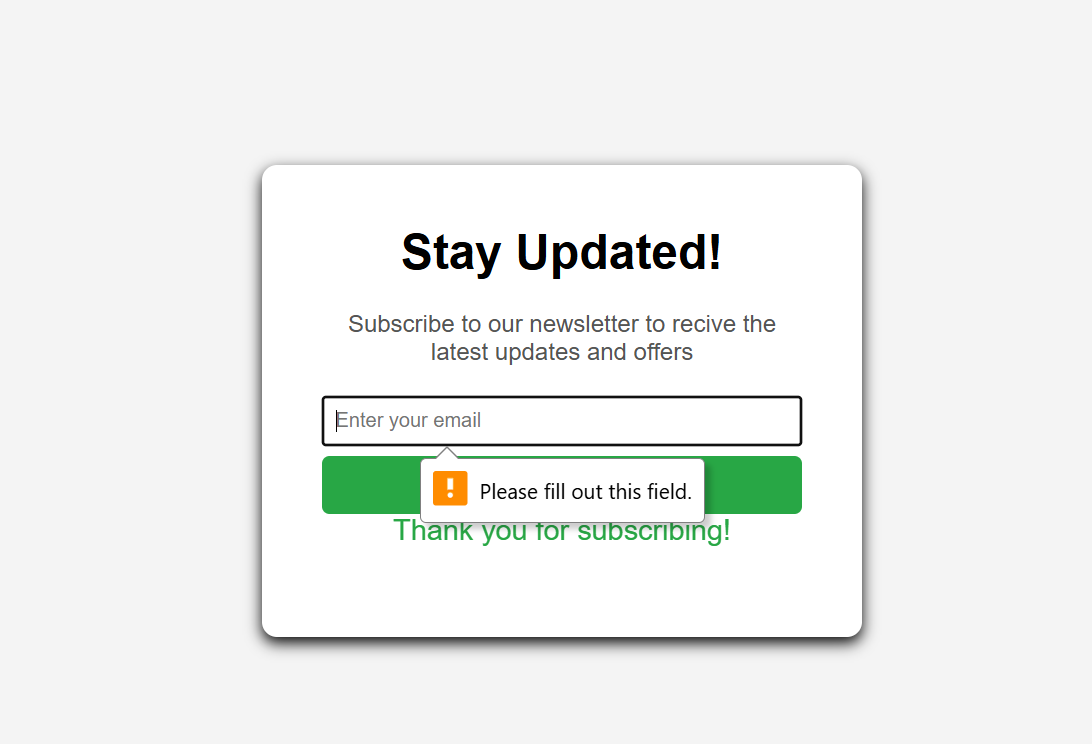 Stay Updated!
Subscribe to our newsletter to recive the
latest updates and offers
Enter your email
Please fill out this field.
Thank you for subscribing!